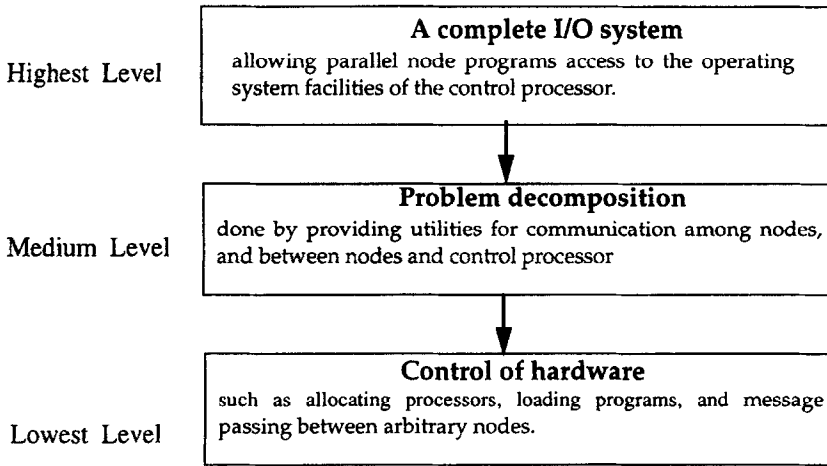 A complete I/O system
allowing parallel node programs access to the operating
system facilities of the control processor.
Highest Level
Problem decomposition
done by providing utilities for communication among nodes,
and between nodes and control processor
Medium Level
Control of hardware
such as allocating processors, loading programs, and message
passing between arbitrary nodes.
Lowest Level